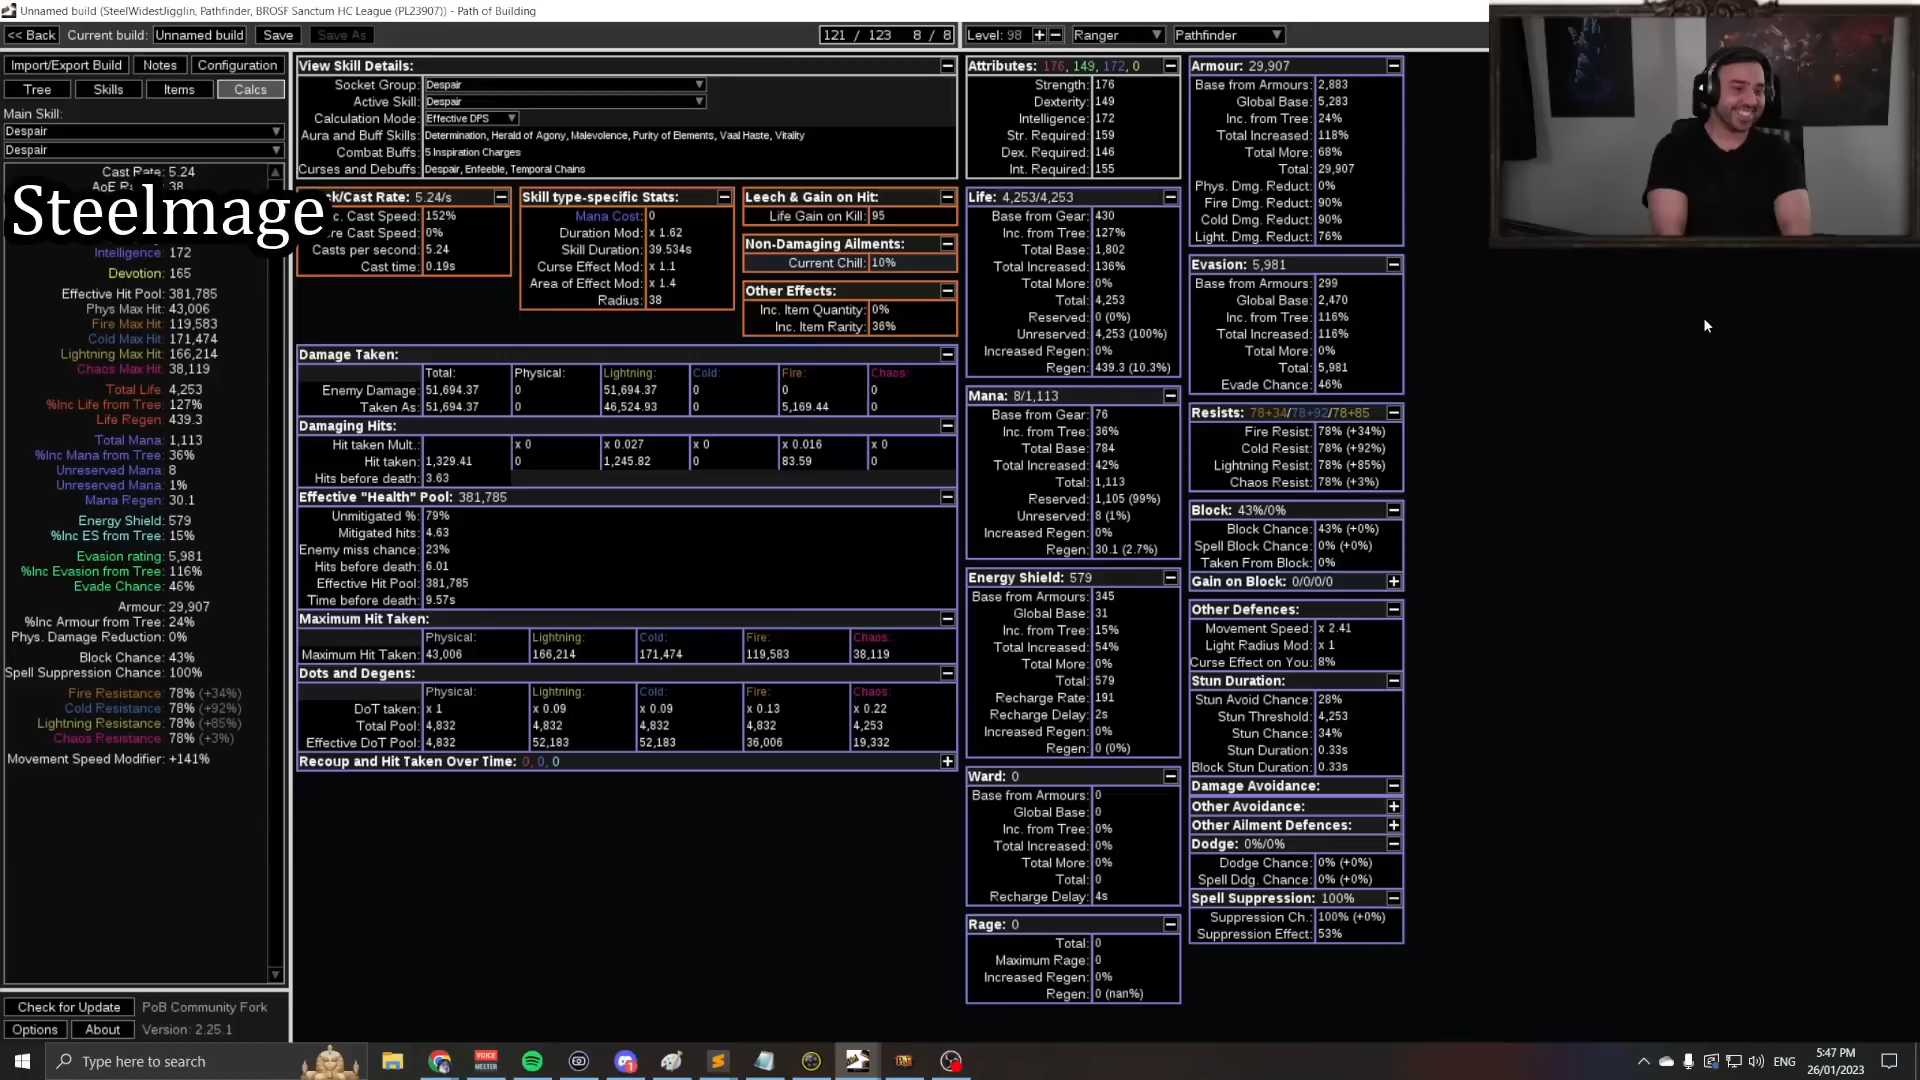 Unnamed build (SteelWidestJigglin, Pathfinder, BROSF Sanctum HC League (PL23907)) - Path of Building
<< Back Current build: Unnamed build Save Save As 121 / 123 8 / 8 Level: 98 + - Ranger Pathfinder
Import/Export Build Notes Configuration
Tree Skills Items Calcs
Main Skill:
Despair
Despair
Cast Rate: 5.24
Steelmage
Intelligence: 172
Devotion: 165
Effective Hit Pool: 381,785
Phys Max Hit: 43,006
Fire Max Hit: 119,583
Cold Max Hit: 171,474
Lightning Max Hit: 166,214
Chaos Max Hit: 38,119
Total Life: 4,253
%Inc Life from Tree: 127%
Life Regen: 439.3
Total Mana: 1,113
%Inc Mana from Tree: 36%
Unreserved Mana: 8
Unreserved Mana: 1%
Mana Regen: 30.1
Energy Shield: 579
%Inc ES from Tree: 15%
Evasion rating: 5,981
%Inc Evasion from Tree: 116%
Evade Chance: 46%
Armour: 29,907
%Inc Armour from Tree: 24%
Phys. Damage Reduction: 0%
Block Chance: 43%
Spell Suppression Chance: 100%
Fire Resistance: 78% (+34%)
Cold Resistance: 78% (+92%)
Lightning Resistance: 78% (+85%)
Chaos Resistance: 78% (+3%)
Movement Speed Modifier: +141%
Check for Update PoB Community Fork
Options About Version: 2.25.1
View Skill Details:
Socket Group: Despair
Active Skill: Despair
Calculation Mode: Effective DPS
Aura and Buff Skills: Determination, Herald of Agony, Malevolence, Purity of Elements, Vaal Haste, Vitality
Combat Buffs: 5 Inspiration Charges
Curses and Debuffs: Despair, Enfeeble, Temporal Chains
k/Cast Rate: 5.24/s
c. Cast Speed: 152%
re Cast Speed: 0%
Casts per second: 5.24
Cast time: 0.19s
Skill type-specific Stats:
Mana Cost: 0
Duration Mod: x 1.62
Skill Duration: 39.534s
Curse Effect Mod: x 1.1
Area of Effect Mod: x 1.4
Radius: 38
Leech & Gain on Hit:
Life Gain on Kill: 95
Non-Damaging Ailments:
Current Chill: 10%
Other Effects:
Inc. Item Quantity: 0%
Inc. Item Rarity: 36%
Damage Taken:
Total: Physical: Lightning: Cold: Fire: Chaos:
Enemy Damage: 51,694.37 0 51,694.37 0 0 0
Taken As: 51,694.37 0 46,524.93 0 5,169.44 0
Damaging Hits:
Hit taken Mult.: x 0 x 0.027 x 0 x 0.016 x 0
Hit taken: 1,329.41 0 1,245.82 0 83.59 0
Hits before death: 3.63
Effective "Health" Pool: 381,785
Unmitigated %: 79%
Mitigated hits: 4.63
Enemy miss chance: 23%
Hits before death: 6.01
Effective Hit Pool: 381,785
Time before death: 9.57s
Maximum Hit Taken:
Physical: Lightning: Cold: Fire: Chaos:
Maximum Hit Taken: 43,006 166,214 171,474 119,583 38,119
Dots and Degens:
Physical: Lightning: Cold: Fire: Chaos:
DoT taken: x 1 x 0.09 x 0.09 x 0.13 x 0.22
Total Pool: 4,832 4,832 4,832 4,832 4,253
Effective DoT Pool: 4,832 52,183 52,183 36,006 19,332
Recoup and Hit Taken Over Time: 0, 0, 0
Attributes: 176, 149, 172, 0
Strength: 176
Dexterity: 149
Intelligence: 172
Str. Required: 159
Dex. Required: 146
Int. Required: 155
Life: 4,253/4,253
Base from Gear: 430
Inc. from Tree: 127%
Total Base: 1,802
Total Increased: 136%
Total More: 0%
Total: 4,253
Reserved: 0 (0%)
Unreserved: 4,253 (100%)
Increased Regen: 0%
Regen: 439.3 (10.3%)
Mana: 8/1,113
Base from Gear: 76
Inc. from Tree: 36%
Total Base: 784
Total Increased: 42%
Total More: 0%
Total: 1,113
Reserved: 1,105 (99%)
Unreserved: 8 (1%)
Increased Regen: 0%
Regen: 30.1 (2.7%)
Energy Shield: 579
Base from Armours: 345
Global Base: 31
Inc. from Tree: 15%
Total Increased: 54%
Total More: 0%
Total: 579
Recharge Rate: 191
Recharge Delay: 2s
Increased Regen: 0%
Regen: 0 (0%)
Ward: 0
Base from Armours: 0
Global Base: 0
Inc. from Tree: 0%
Total Increased: 0%
Total More: 0%
Total: 0
Recharge Delay: 4s
Rage: 0
Total: 0
Maximum Rage: 0
Increased Regen: 0%
Regen: 0 (nan%)
Armour: 29,907
Base from Armours: 2,883
Global Base: 5,283
Inc. from Tree: 24%
Total Increased: 118%
Total More: 68%
Total: 29,907
Phys. Dmg. Reduct: 0%
Fire Dmg. Reduct: 90%
Cold Dmg. Reduct: 90%
Light. Dmg. Reduct: 76%
Evasion: 5,981
Base from Armours: 299
Global Base: 2,470
Inc. from Tree: 116%
Total Increased: 116%
Total More: 0%
Total: 5,981
Evade Chance: 46%
Resists: 78+34/78+92/78+85
Fire Resist: 78% (+34%)
Cold Resist: 78% (+92%)
Lightning Resist: 78% (+85%)
Chaos Resist: 78% (+3%)
Block: 43%/0%
Block Chance: 43% (+0%)
Spell Block Chance: 0% (+0%)
Taken From Block: 0%
Gain on Block: 0/0/0/0
Other Defences:
Movement Speed: x 2.41
Light Radius Mod: x 1
Curse Effect on You: 8%
Stun Duration:
Stun Avoid Chance: 28%
Stun Threshold: 4,253
Stun Chance: 34%
Stun Duration: 0.33s
Block Stun Duration: 0.33s
Damage Avoidance:
Other Avoidance:
Other Ailment Defences:
Dodge: 0%/0%
Dodge Chance: 0% (+0%)
Spell Ddg. Chance: 0% (+0%)
Spell Suppression: 100%
Suppression Ch.: 100% (+0%)
Suppression Effect: 53%
Type here to search
VOICE MEETER
ENG
5:47 PM
26/01/2023